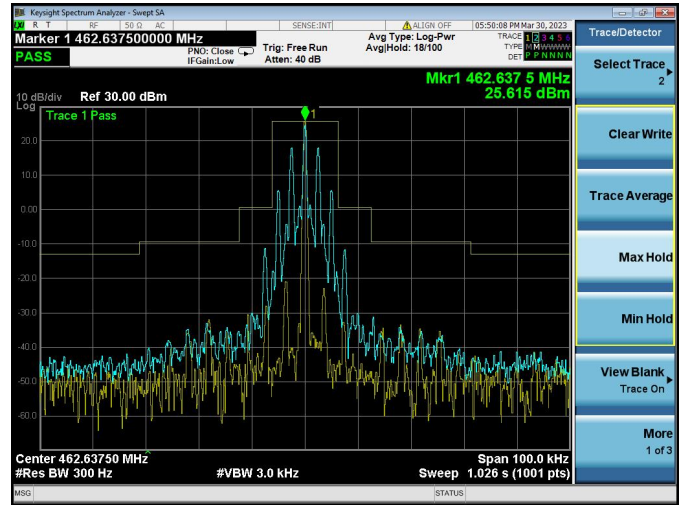 Keysight Spectrum Analyzer - Swept SA
LXI R T RF 50 Ω AC SENSE:INT ALIGN OFF 05:50:08 PM Mar 30, 2023
Marker 1 462.637500000 MHz
PASS
PNO: Close
IFGain:Low
Trig: Free Run
Atten: 40 dB
Avg Type: Log-Pwr
Avg|Hold: 18/100
TRACE 1 2 3 4 5 6
TYPE M M W W W W
DET P P N N N N
Mkr1 462.637 5 MHz
25.615 dBm
10 dB/div Ref 30.00 dBm
Log
Trace 1 Pass
1
20.0
10.0
0.00
-10.0
-20.0
-30.0
-40.0
-50.0
-60.0
Center 462.63750 MHz Span 100.0 kHz
#Res BW 300 Hz #VBW 3.0 kHz Sweep 1.026 s (1001 pts)
MSG STATUS
Trace/Detector
Select Trace
2
Clear Write
Trace Average
Max Hold
Min Hold
View Blank
Trace On
More
1 of 3